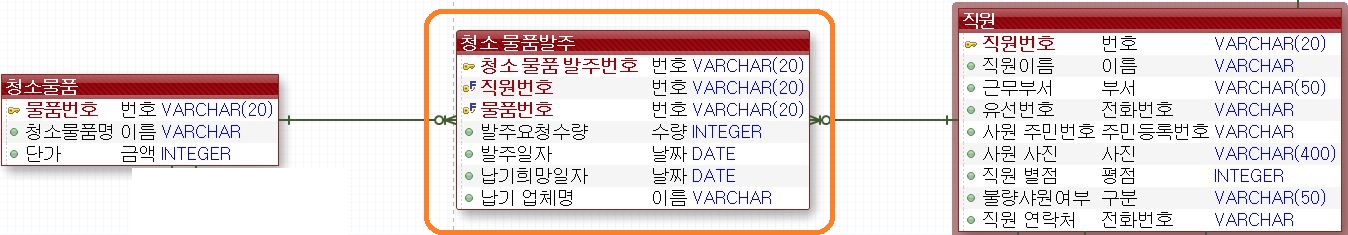 청소물품
물품번호 번호 VARCHAR(20)
청소물품명 이름 VARCHAR
단가 금액 INTEGER
청소 물품발주
청소 물품 발주번호 번호 VARCHAR(20)
직원번호 번호 VARCHAR(20)
물품번호 번호 VARCHAR(20)
발주요청수량 수량 INTEGER
발주일자 날짜 DATE
납기희망일자 날짜 DATE
납기 업체명 이름 VARCHAR
직원
직원번호 번호 VARCHAR(20)
직원이름 이름 VARCHAR
근무부서 부서 VARCHAR(50)
유선번호 전화번호 VARCHAR
사원 주민번호 주민등록번호 VARCHAR
사원 사진 사진 VARCHAR(400)
직원 별점 평점 INTEGER
불량샤원여부 구분 VARCHAR(50)
직원 연락처 전화번호 VARCHAR